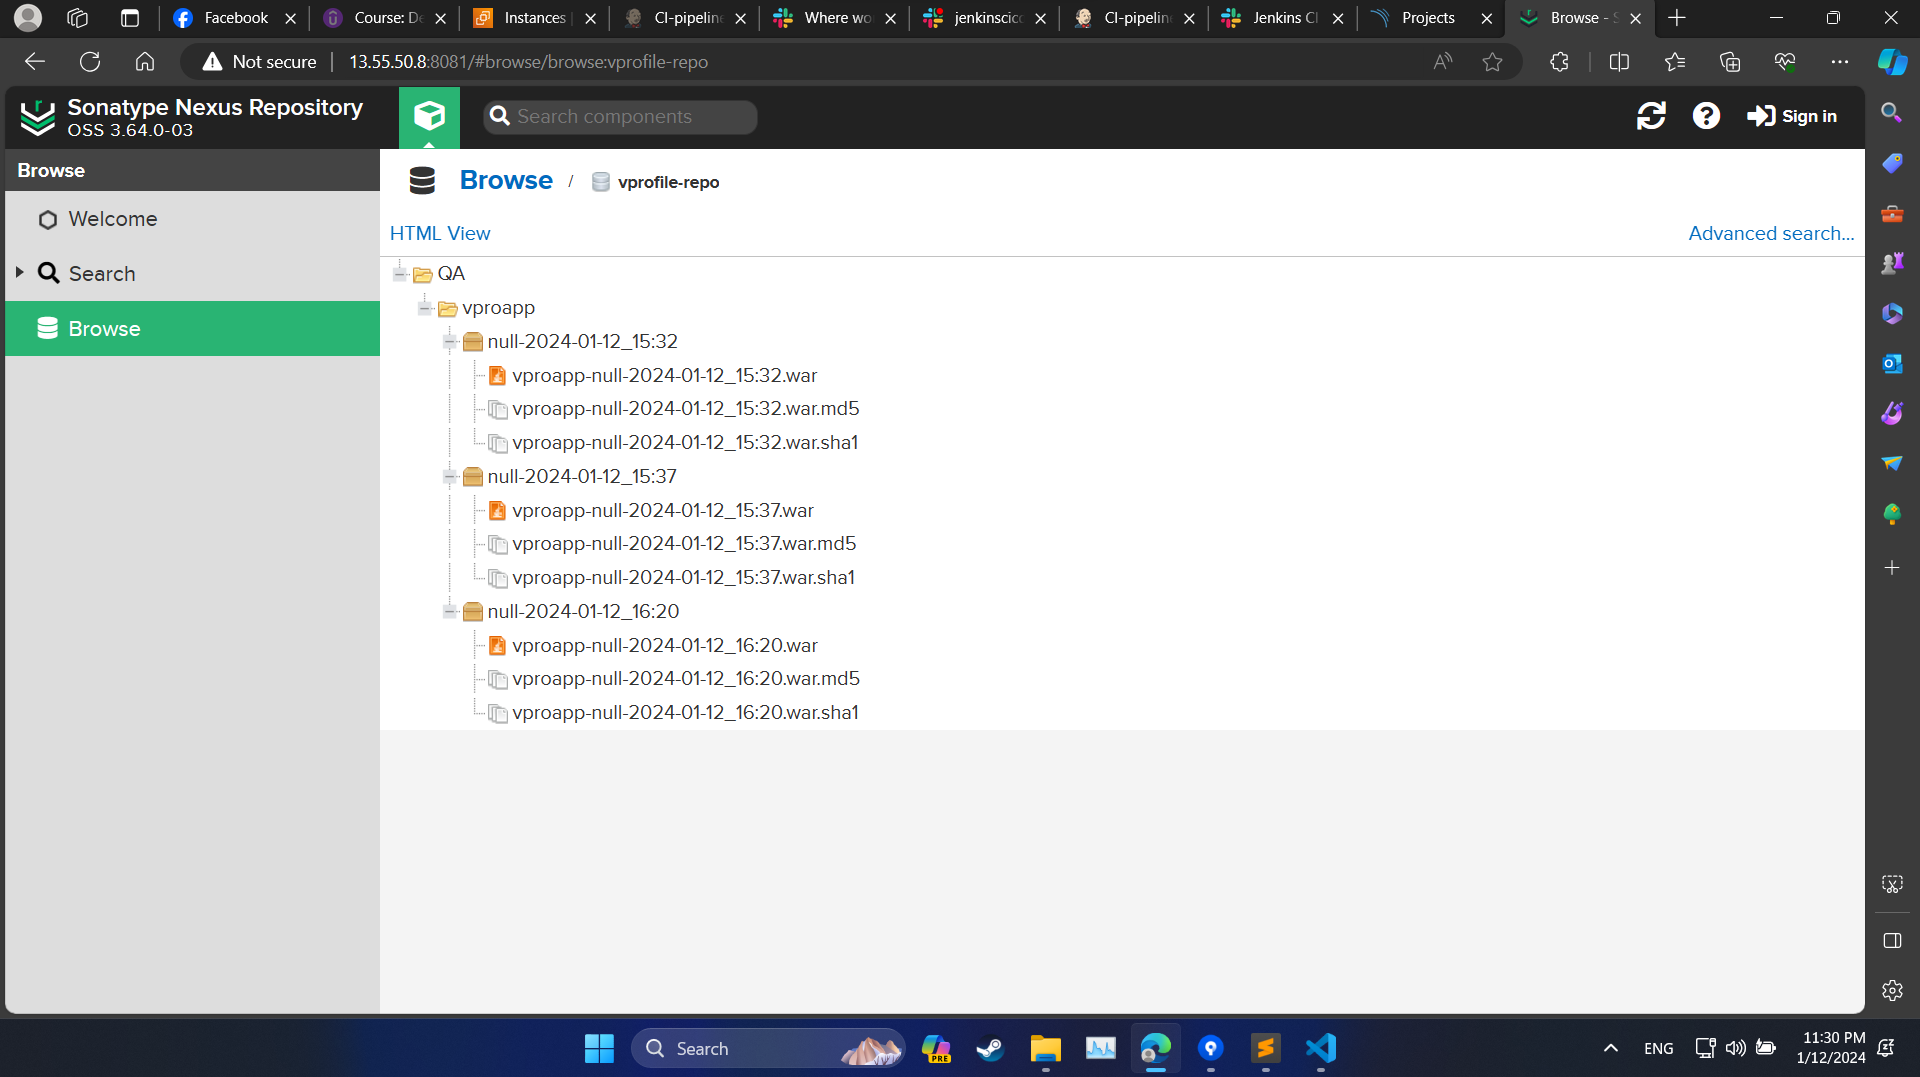 Facebook
Course: De
Instances
CI-pipeline
Where wo
jenkinscicd
CI-pipeline
Jenkins CI
Projects
Browse - S
Not secure
13.55.50.8:8081/#browse/browse:vprofile-repo
Sonatype Nexus Repository
OSS 3.64.0-03
Search components
Sign in
Browse
Welcome
Search
Browse
Browse / vprofile-repo
HTML View
Advanced search...
QA
vproapp
null-2024-01-12_15:32
vproapp-null-2024-01-12_15:32.war
vproapp-null-2024-01-12_15:32.war.md5
vproapp-null-2024-01-12_15:32.war.sha1
null-2024-01-12_15:37
vproapp-null-2024-01-12_15:37.war
vproapp-null-2024-01-12_15:37.war.md5
vproapp-null-2024-01-12_15:37.war.sha1
null-2024-01-12_16:20
vproapp-null-2024-01-12_16:20.war
vproapp-null-2024-01-12_16:20.war.md5
vproapp-null-2024-01-12_16:20.war.sha1
Search
PRE
ENG
11:30 PM
1/12/2024